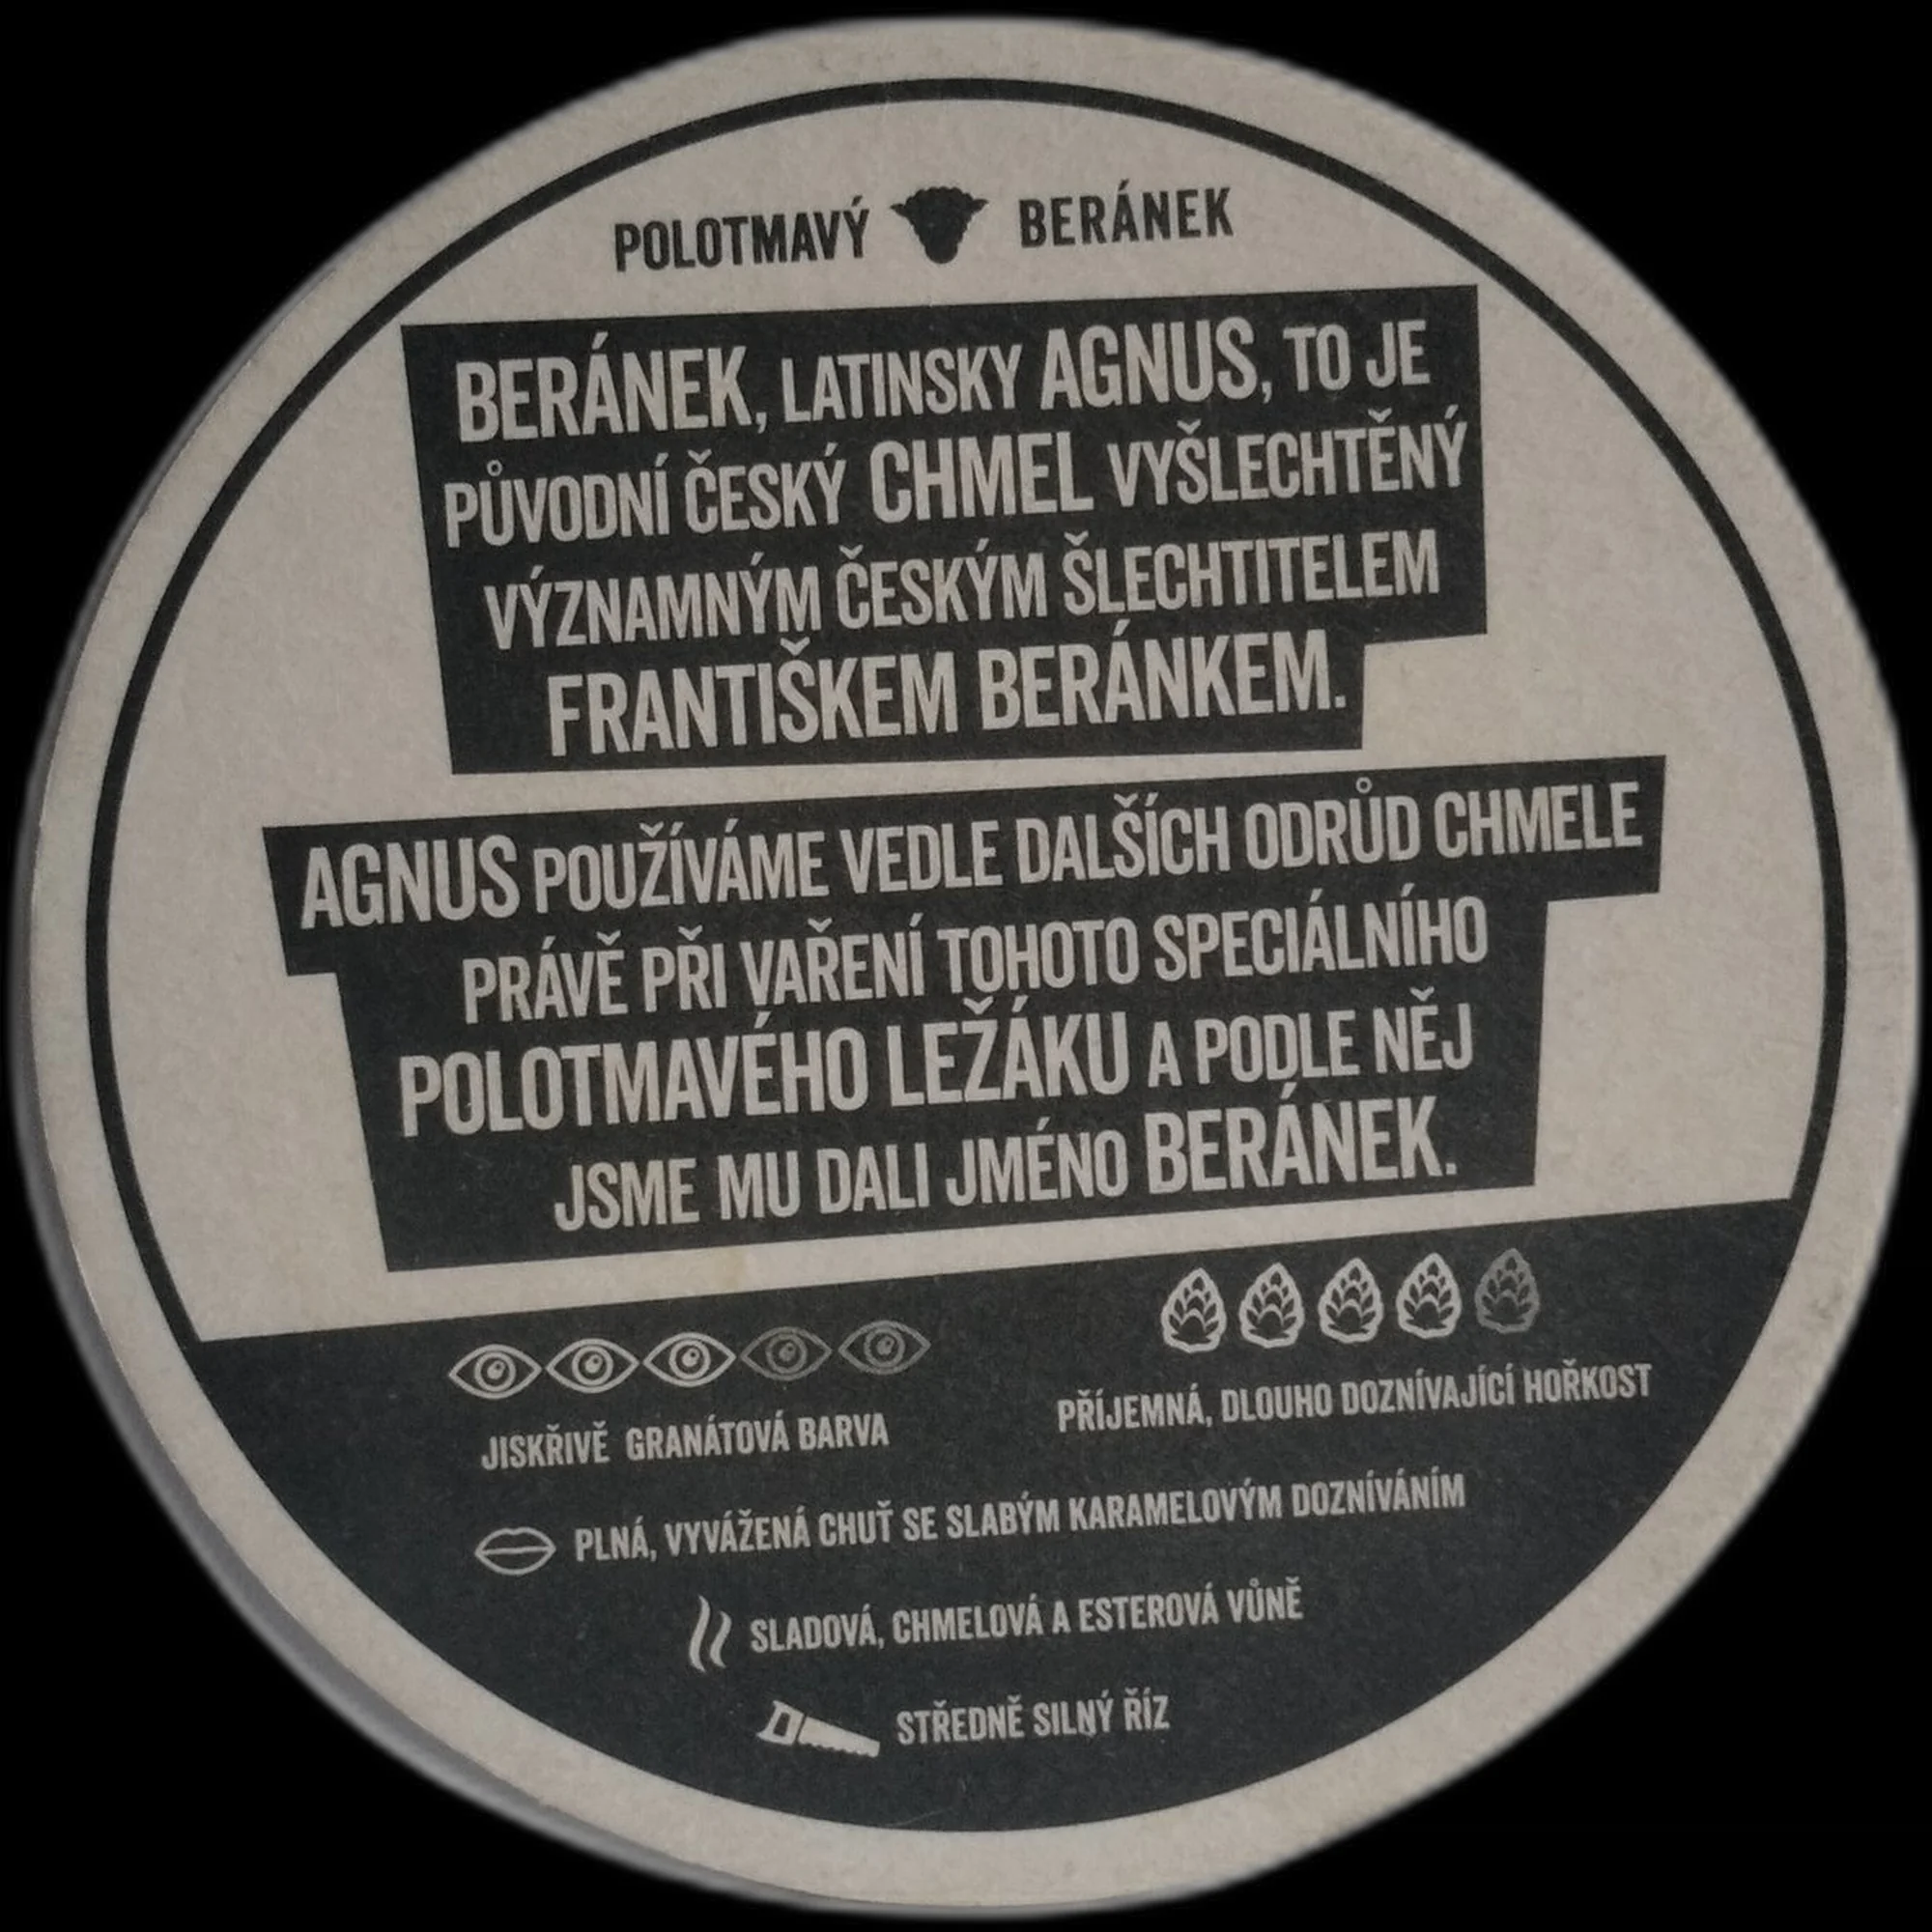 POLOTMAVÝ BERÁNEK
BERÁNEK, LATINSKY AGNUS, TO JE
PŮVODNÍ ČESKÝ CHMEL VYŠLECHTĚNÝ
VÝZNAMNÝM ČESKÝM ŠLECHTITELEM
FRANTIŠKEM BERÁNKEM.
AGNUS POUŽÍVÁME VEDLE DALŠÍCH ODRŮD CHMELE
PRÁVĚ PŘI VAŘENÍ TOHOTO SPECIÁLNÍHO
POLOTMAVÉHO LEŽÁKU A PODLE NĚJ
JSME MU DALI JMÉNO BERÁNEK.
JISKŘIVĚ GRANÁTOVÁ BARVA
PŘÍJEMNÁ, DLOUHO DOZNÍVAJÍCÍ HOŘKOST
PLNÁ, VYVÁŽENÁ CHUŤ SE SLABÝM KARAMELOVÝM DOZNÍVÁNÍM
SLADOVÁ, CHMELOVÁ A ESTEROVÁ VŮNĚ
STŘEDNĚ SILNÝ ŘÍZ